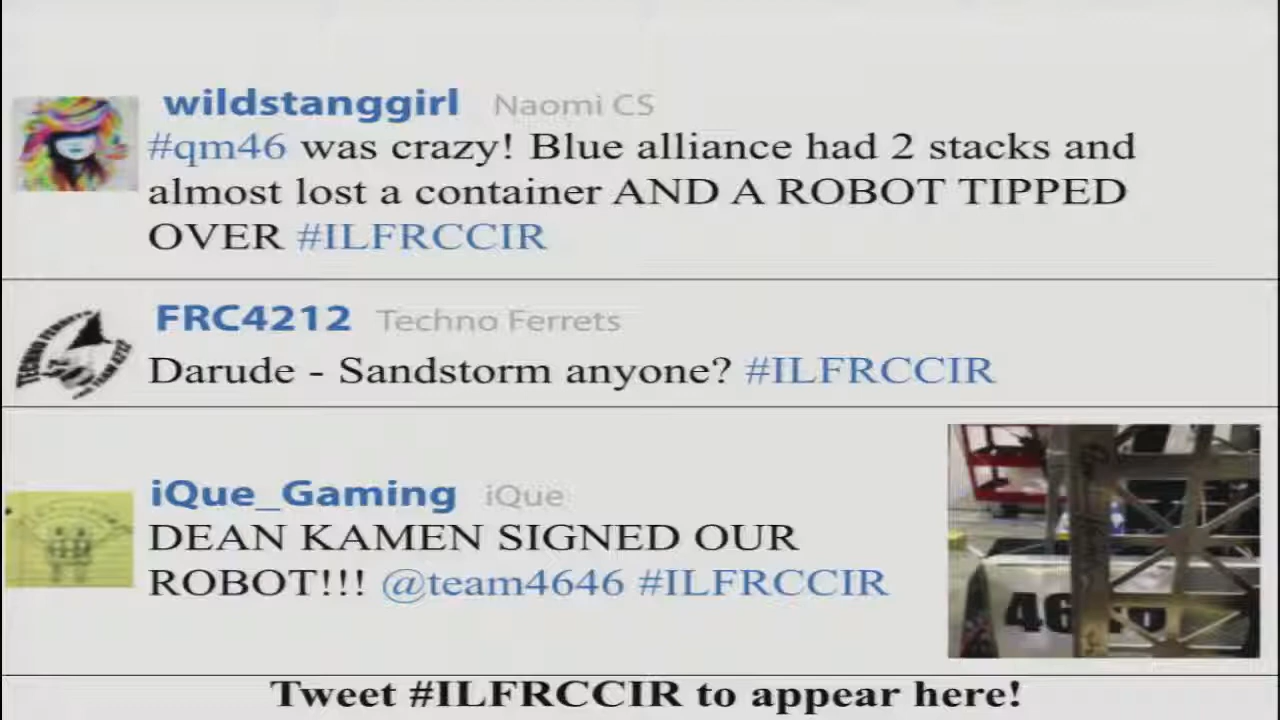 wildstanggirl Naomi CS
#qm46 was crazy! Blue alliance had 2 stacks and
almost lost a container AND A ROBOT TIPPED
OVER #ILFRCCIR
FRC4212 Techno Ferrets
Darude - Sandstorm anyone? #ILFRCCIR
iQue_Gaming iQue
DEAN KAMEN SIGNED OUR
ROBOT!!! @team4646 #ILFRCCIR
Tweet #ILFRCCIR to appear here!